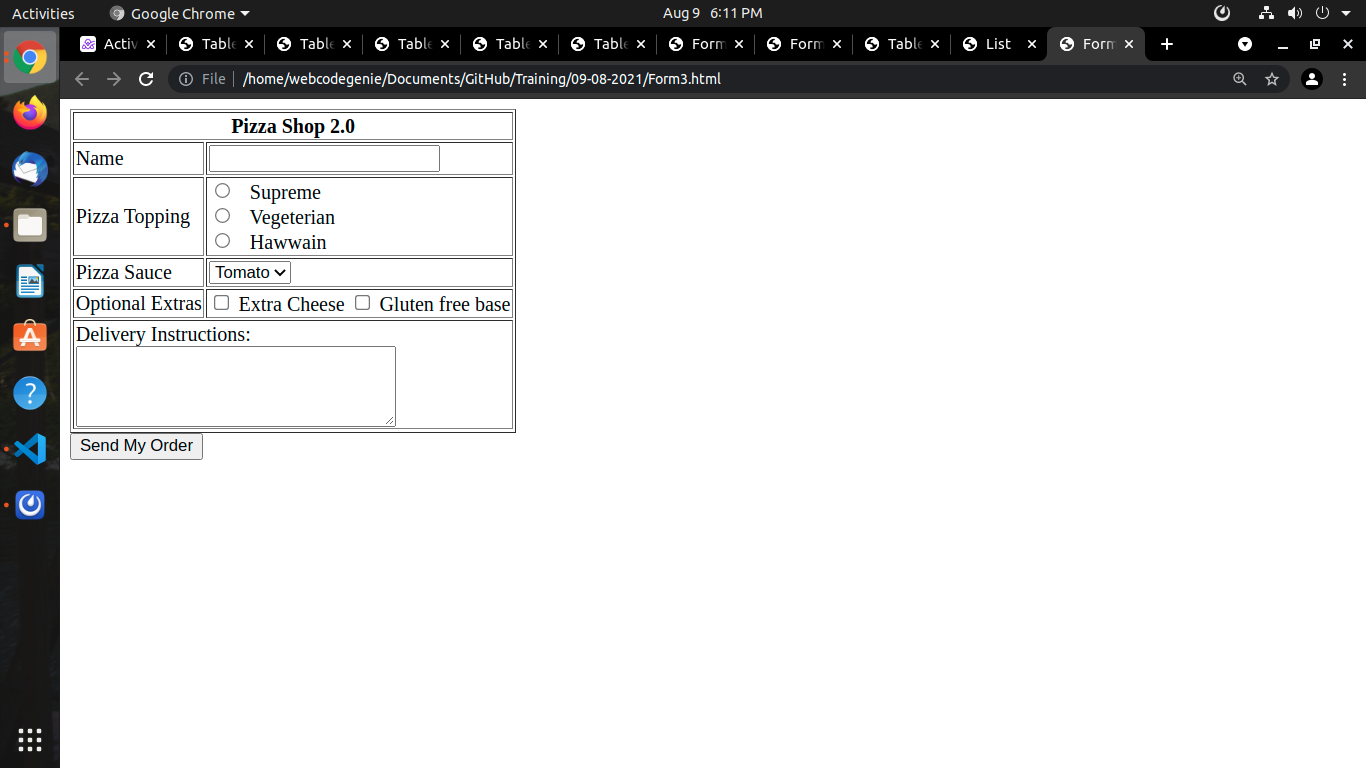 Activities Google Chrome Aug 9 6:11 PM
Activ Table Table Table Table Table Form Form Table List Form
File /home/webcodegenie/Documents/GitHub/Training/09-08-2021/Form3.html
Pizza Shop 2.0
Name
Pizza Topping
Supreme
Vegeterian
Hawwain
Pizza Sauce Tomato
Optional Extras Extra Cheese Gluten free base
Delivery Instructions:
Send My Order